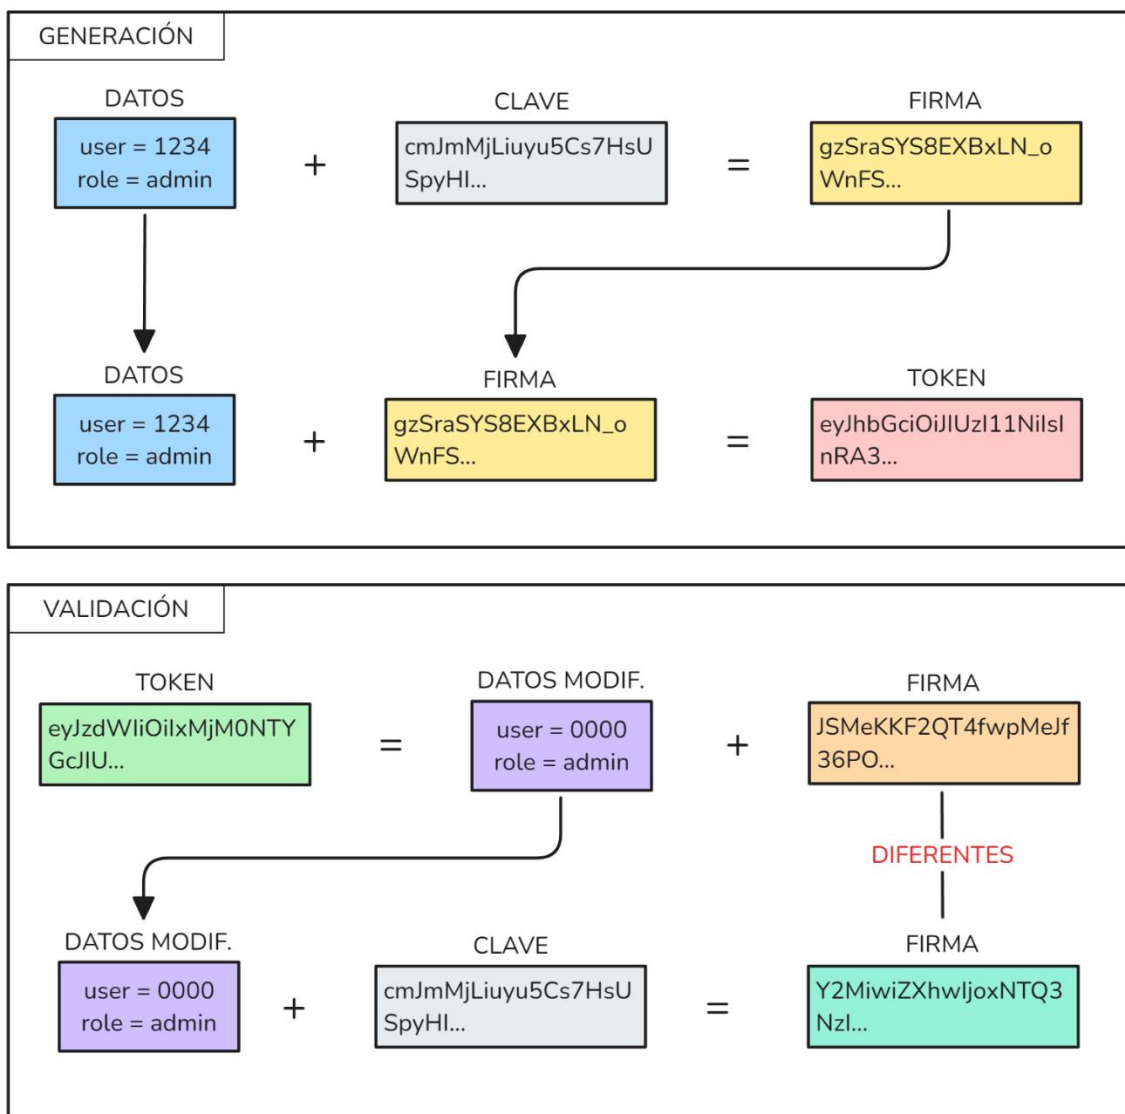 GENERACIÓN
DATOS
CLAVE
FIRMA
user = 1234
role = admin
+
cmJmMjLiuyu5Cs7HsU
SpyHI...
=
gzSraSYS8EXBxLN_o
WnFS...
DATOS
FIRMA
TOKEN
user = 1234
role = admin
+
gzSraSYS8EXBxLN_o
WnFS...
=
eyJhbGciOiJIUzI11NiIsI
nRA3...
VALIDACIÓN
TOKEN
DATOS MODIF.
FIRMA
eyJzdWIiOiIxMjM0NTY
GcJIU...
=
user = 0000
role = admin
+
JSMeKKF2QT4fwpMeJf
36PO...
DIFERENTES
DATOS MODIF.
CLAVE
FIRMA
user = 0000
role = admin
+
cmJmMjLiuyu5Cs7HsU
SpyHI...
=
Y2MiwiZXhwIjoxNTQ3
NzI...